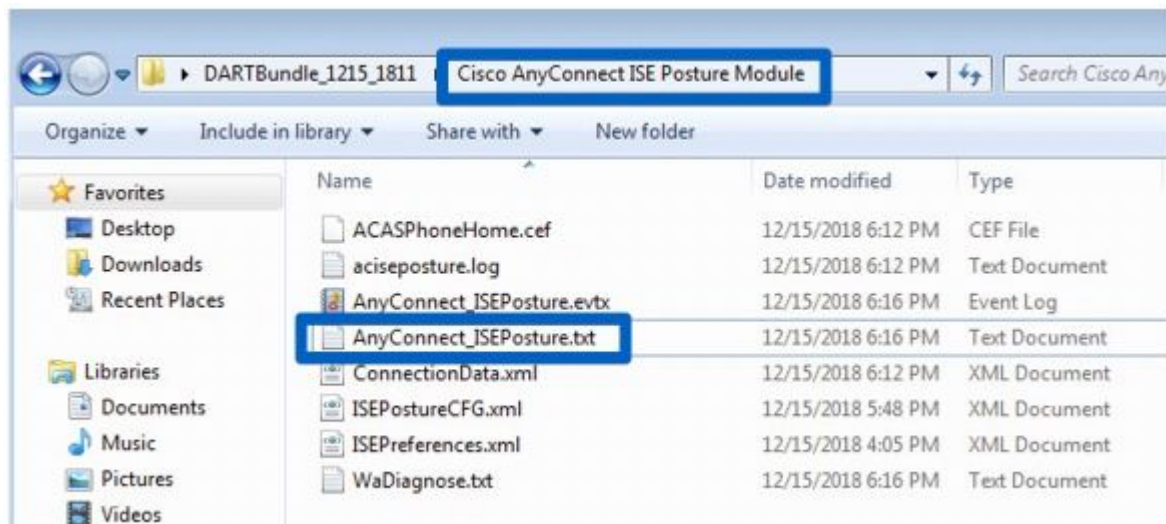 DARTBundle_1215_1811 Cisco AnyConnect ISE Posture Module Search Cisco Any
Organize Include in library Share with New folder
Favorites
Desktop
Downloads
Recent Places
Libraries
Documents
Music
Pictures
Videos
Name Date modified Type
ACASPhoneHome.cef 12/15/2018 6:12 PM CEF File
aciseposture.log 12/15/2018 6:12 PM Text Document
AnyConnect_ISEPosture.evtx 12/15/2018 6:16 PM Event Log
AnyConnect_ISEPosture.txt 12/15/2018 6:16 PM Text Document
ConnectionData.xml 12/15/2018 6:12 PM XML Document
ISEPostureCFG.xml 12/15/2018 5:48 PM XML Document
ISEPreferences.xml 12/15/2018 4:05 PM XML Document
WaDiagnose.txt 12/15/2018 6:16 PM Text Document